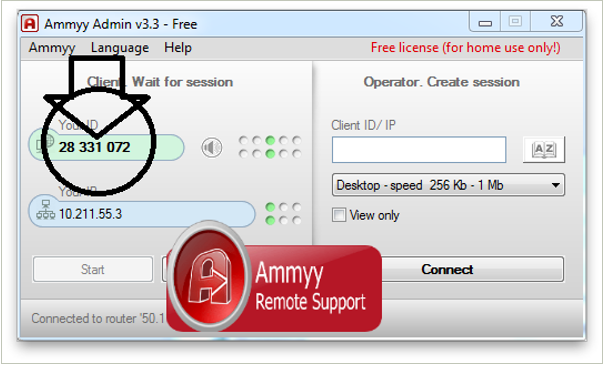 Ammyy Admin v3.3 - Free
Ammyy Language Help
Free license (for home use only!)
Client. Wait for session
Your ID
28 331 072
Your IP
10.211.55.3
Start
Connected to router '50.1
Operator. Create session
Client ID/ IP
AZ
Desktop - speed 256 Kb - 1 Mb
View only
Connect
Ammyy
Remote Support